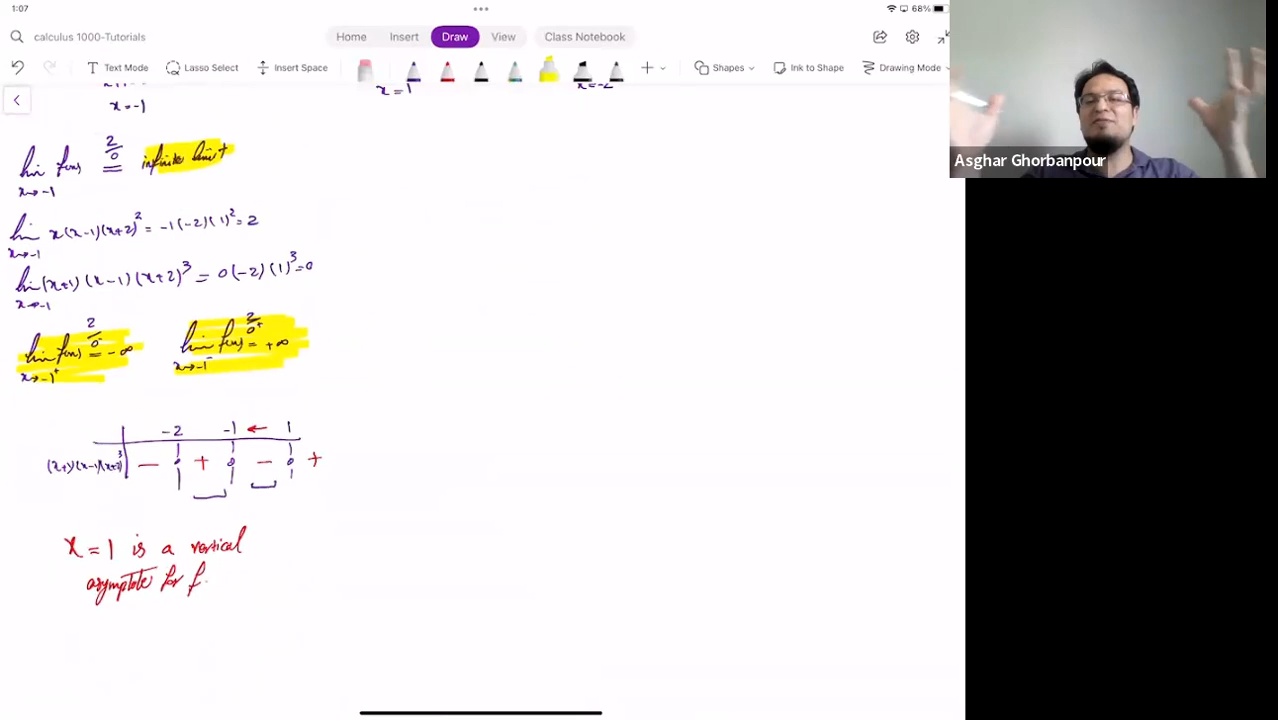 1:07
68%
calculus 1000-Tutorials
Home Insert Draw View Class Notebook
Text Mode Lasso Select Insert Space Shapes Ink to Shape Drawing Mode
Asghar Ghorbanpour
x=-1
x=1
x=-2
lim f(x) 2/0 = infinite limit
x→-1
lim x(x-1)(x+2)² = -1(-2)(1)² = 2
x→-1
lim (x+1)(x-1)(x+2)³ = 0(-2)(1)³ = 0
x→-1
lim f(x) 2/0⁻ = -∞
x→-1⁺
lim f(x) 2/0⁺ = +∞
x→-1⁻
-2 -1 ← 1
(x+1)(x-1)(x+2)³ - 0 + 0 - 0 +
x = 1 is a vertical
asymptote for f.